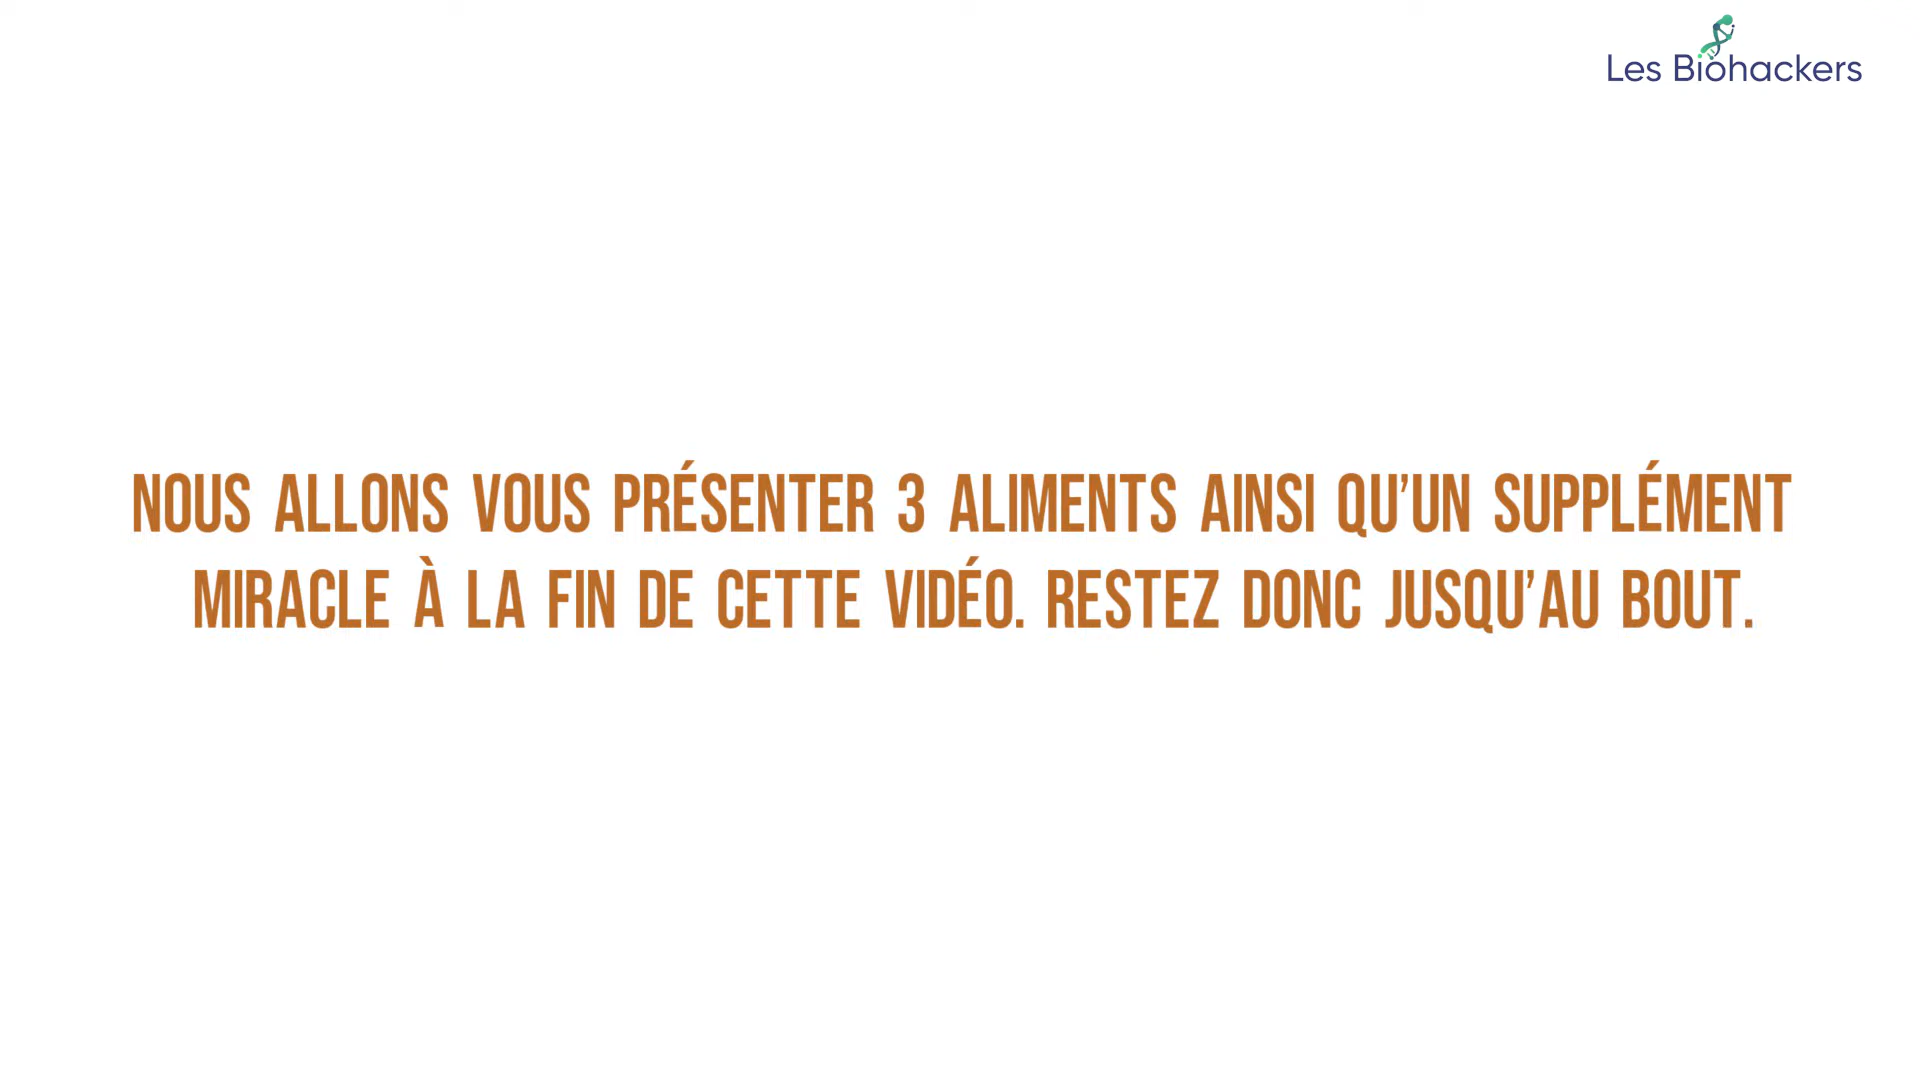 Les Biohackers
NOUS ALLONS VOUS PRÉSENTER 3 ALIMENTS AINSI QU’UN SUPPLÉMENT
MIRACLE À LA FIN DE CETTE VIDÉO. RESTEZ DONC JUSQU’AU BOUT.